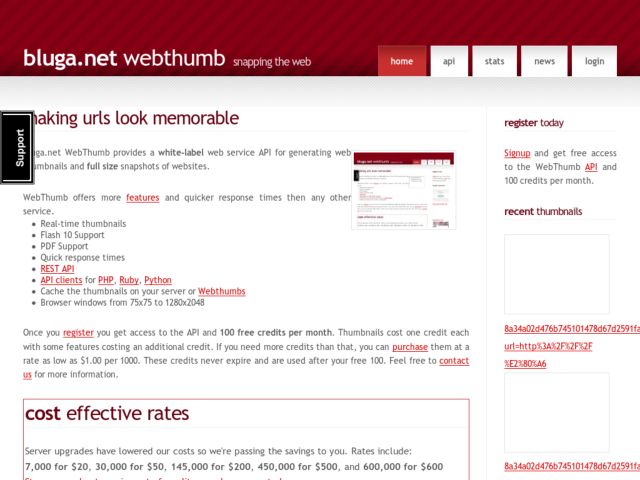 bluga.net webthumb snapping the web
home api stats news login
Support
making urls look memorable
bluga.net WebThumb provides a white-label web service API for generating web
thumbnails and full size snapshots of websites.
WebThumb offers more features and quicker response times then any other
service.
Real-time thumbnails
Flash 10 Support
PDF Support
Quick response times
REST API
API clients for PHP, Ruby, Python
Cache the thumbnails on your server or Webthumbs
Browser windows from 75x75 to 1280x2048
Once you register you get access to the API and 100 free credits per month. Thumbnails cost one credit each
with some features costing an additional credit. If you need more credits than that, you can purchase them at a
rate as low as $1.00 per 1000. These credits never expire and are used after your free 100. Feel free to contact
us for more information.
cost effective rates
Server upgrades have lowered our costs so we're passing the savings to you. Rates include:
7,000 for $20, 30,000 for $50, 145,000 for $200, 450,000 for $500, and 600,000 for $600
register today
Signup and get free access
to the WebThumb API and
100 credits per month.
recent thumbnails
8a34a02d476b745101478d67d2591fa
url=http%3A%2F%2F%2F
%E2%80%A6
8a34a02d476b745101478d67d2591fa